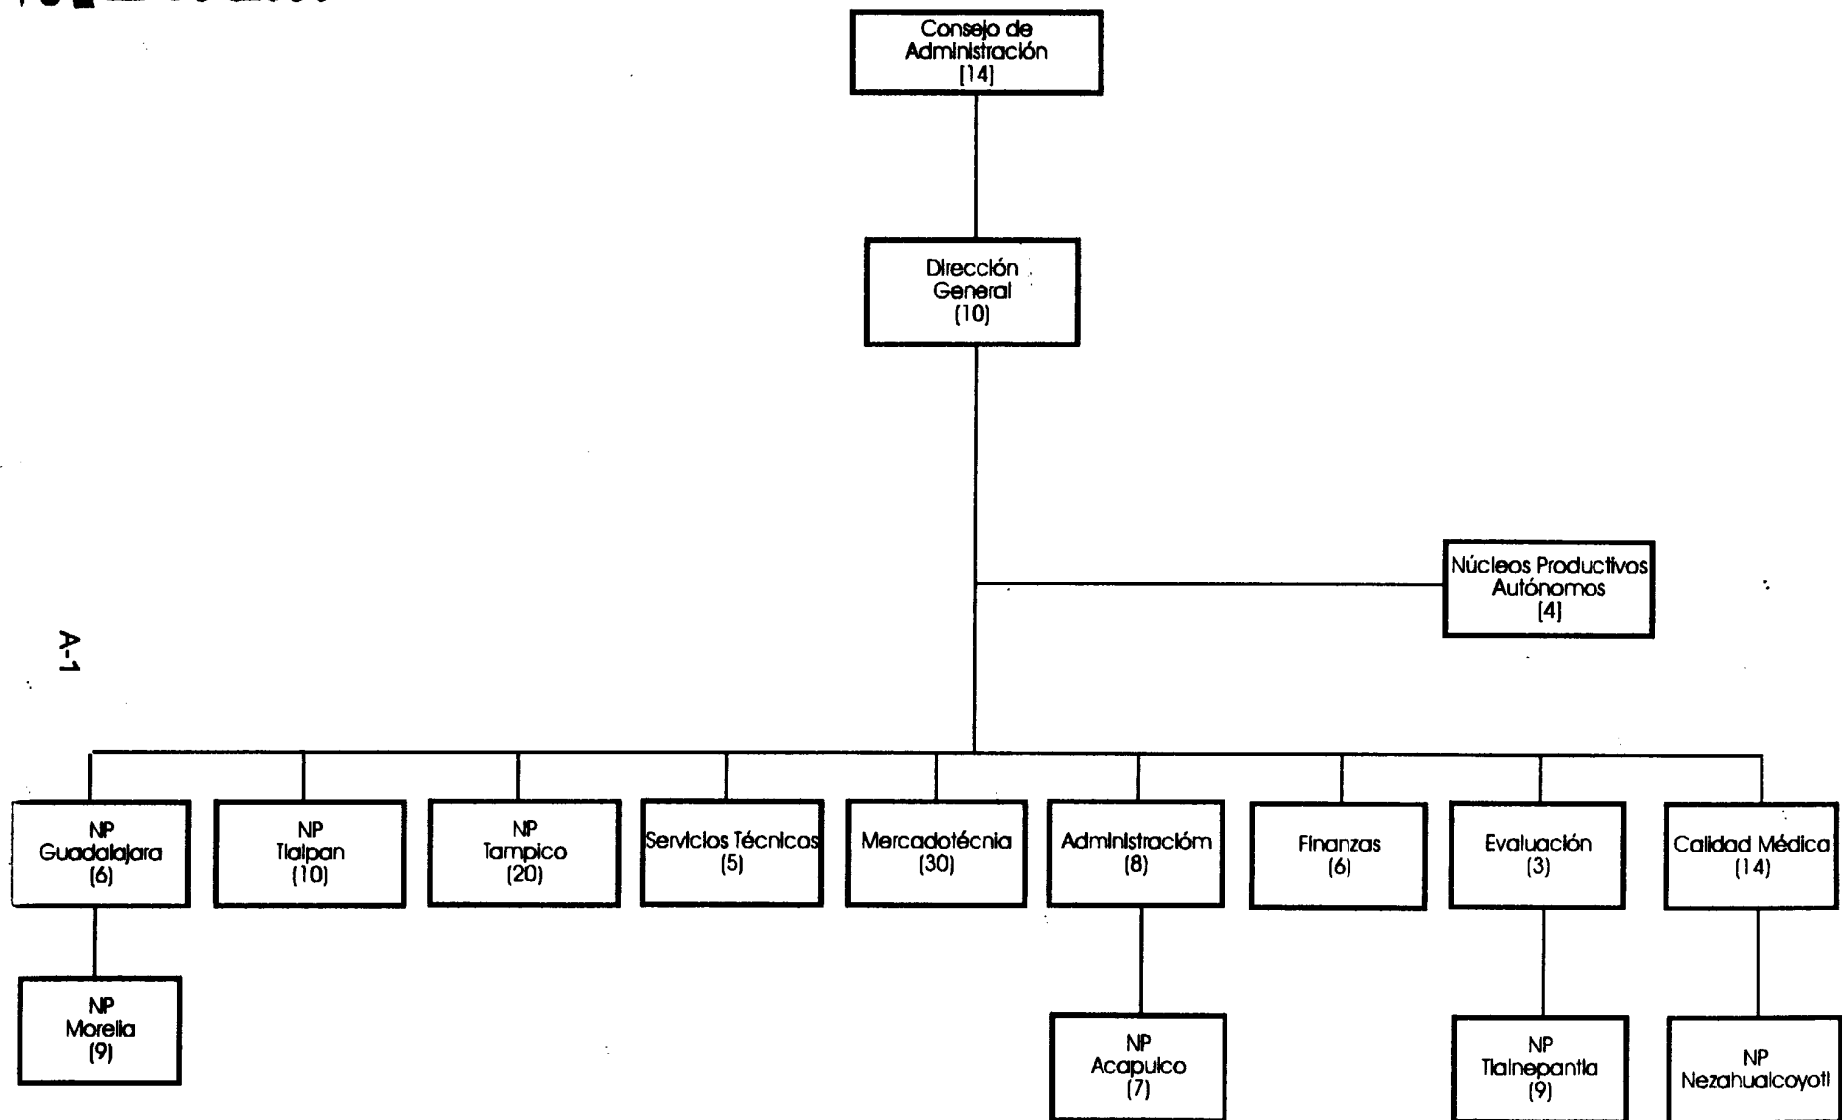 Consejo de
Administración
[14]
Dirección
General
(10)
Núcleos Productivos
Autónomos
[4]
A-1
NP
Guadalajara
(6)
NP
Tlalpan
(10)
NP
Tampico
(20)
Servicios Técnicos
(5)
Mercadotécnia
(30)
Administracióm
(8)
Finanzas
(6)
Evaluación
(3)
Calidad Médica
(14)
NP
Morelia
(9)
NP
Acapulco
(7)
NP
Tlalnepantla
(9)
NP
Nezahualcoyotl